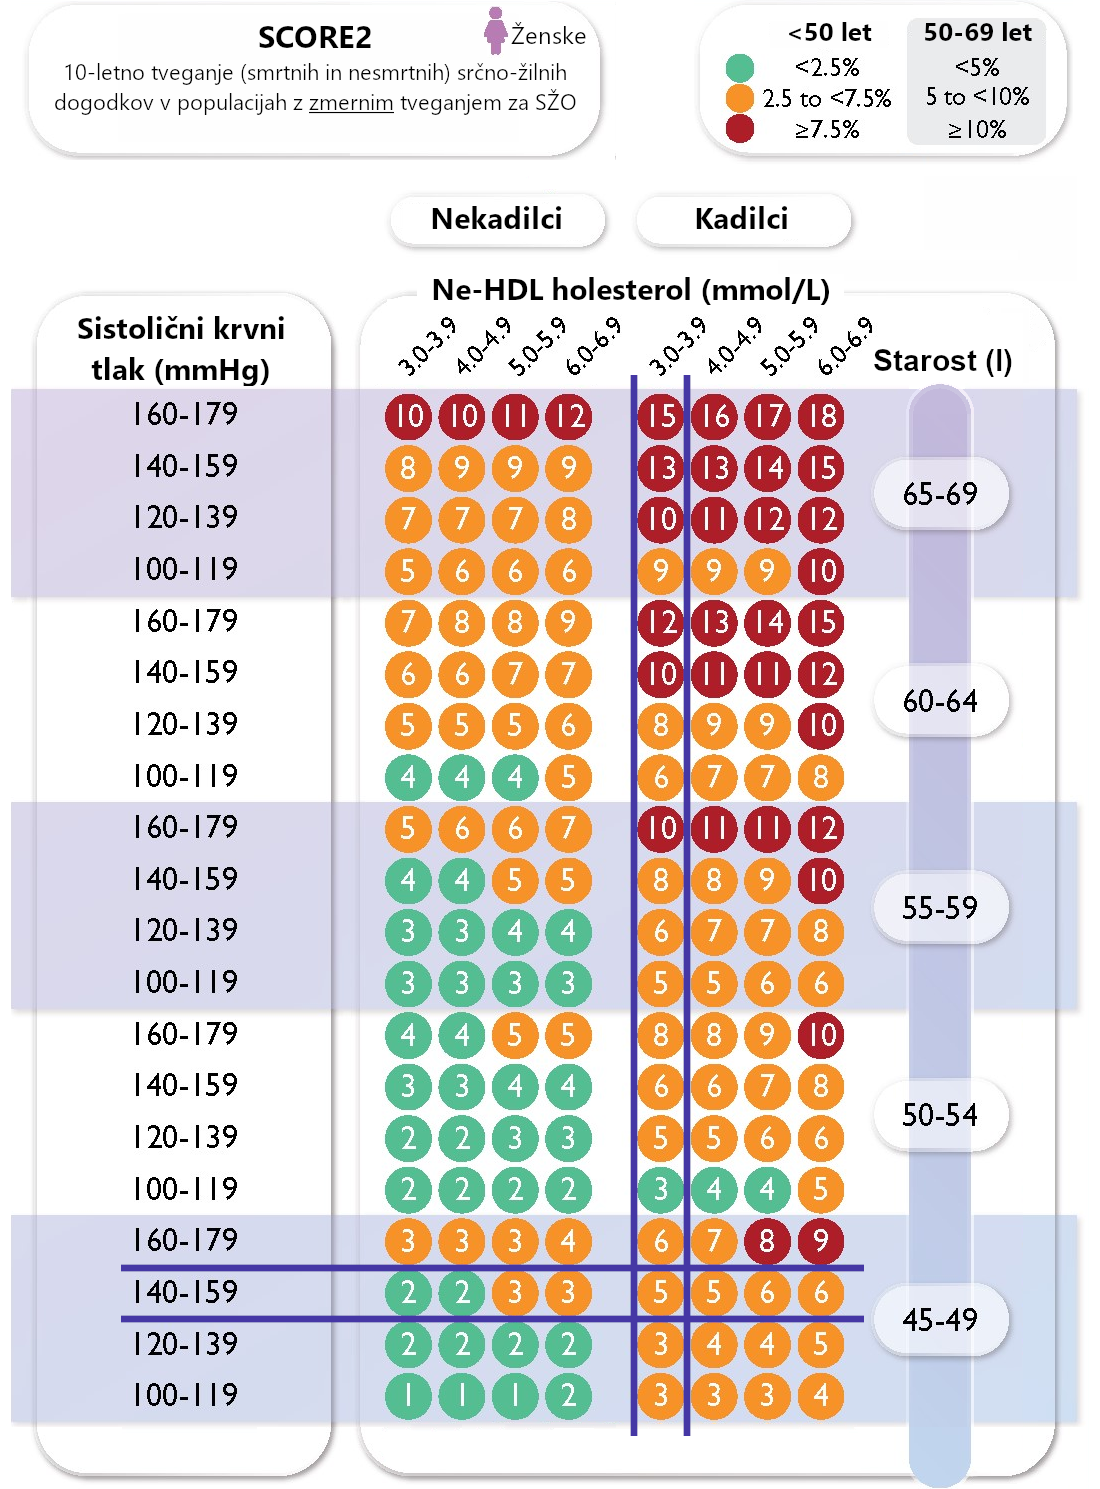 SCORE2
Ženske
10-letno tveganje (smrtnih in nesmrtnih) srčno-žilnih
dogodkov v populacijah z zmernim tveganjem za SŽO
<50 let 50-69 let
<2.5% <5%
2.5 to <7.5% 5 to <10%
≥7.5% ≥10%
Nekadilci Kadilci
Ne-HDL holesterol (mmol/L)
Sistolični krvni
tlak (mmHg)
3.0-3.9 4.0-4.9 5.0-5.9 6.0-6.9 3.0-3.9 4.0-4.9 5.0-5.9 6.0-6.9
Starost (l)
160-179 10 10 11 12 15 16 17 18
140-159 8 9 9 9 13 13 14 15
65-69
120-139 7 7 7 8 10 11 12 12
100-119 5 6 6 6 9 9 9 10
160-179 7 8 8 9 12 13 14 15
140-159 6 6 7 7 10 11 11 12
60-64
120-139 5 5 5 6 8 9 9 10
100-119 4 4 4 5 6 7 7 8
160-179 5 6 6 7 10 11 11 12
140-159 4 4 5 5 8 8 9 10
55-59
120-139 3 3 4 4 6 7 7 8
100-119 3 3 3 3 5 5 6 6
160-179 4 4 5 5 8 8 9 10
140-159 3 3 4 4 6 6 7 8
50-54
120-139 2 2 3 3 5 5 6 6
100-119 2 2 2 2 3 4 4 5
160-179 3 3 3 4 6 7 8 9
140-159 2 2 3 3 5 5 6 6
45-49
120-139 2 2 2 2 3 4 4 5
100-119 1 1 1 2 3 3 3 4